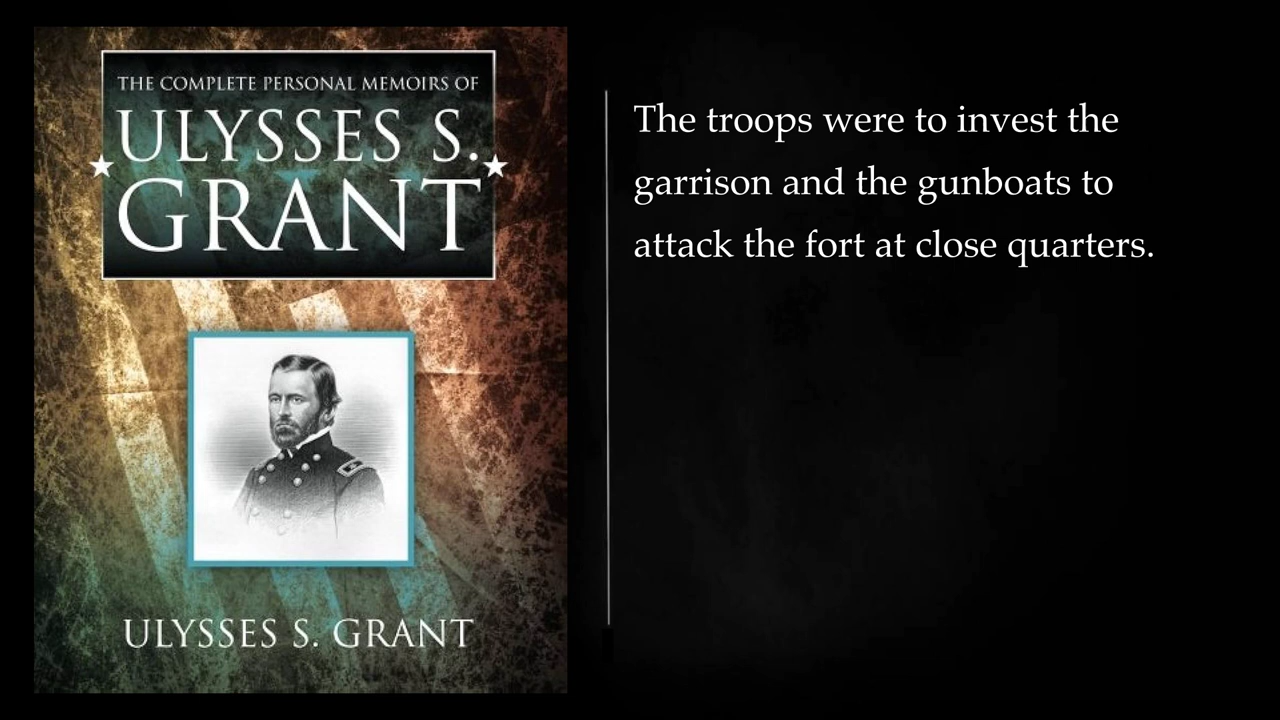 THE COMPLETE PERSONAL MEMOIRS OF
ULYSSES S.
GRANT
ULYSSES S. GRANT
The troops were to invest the
garrison and the gunboats to
attack the fort at close quarters.